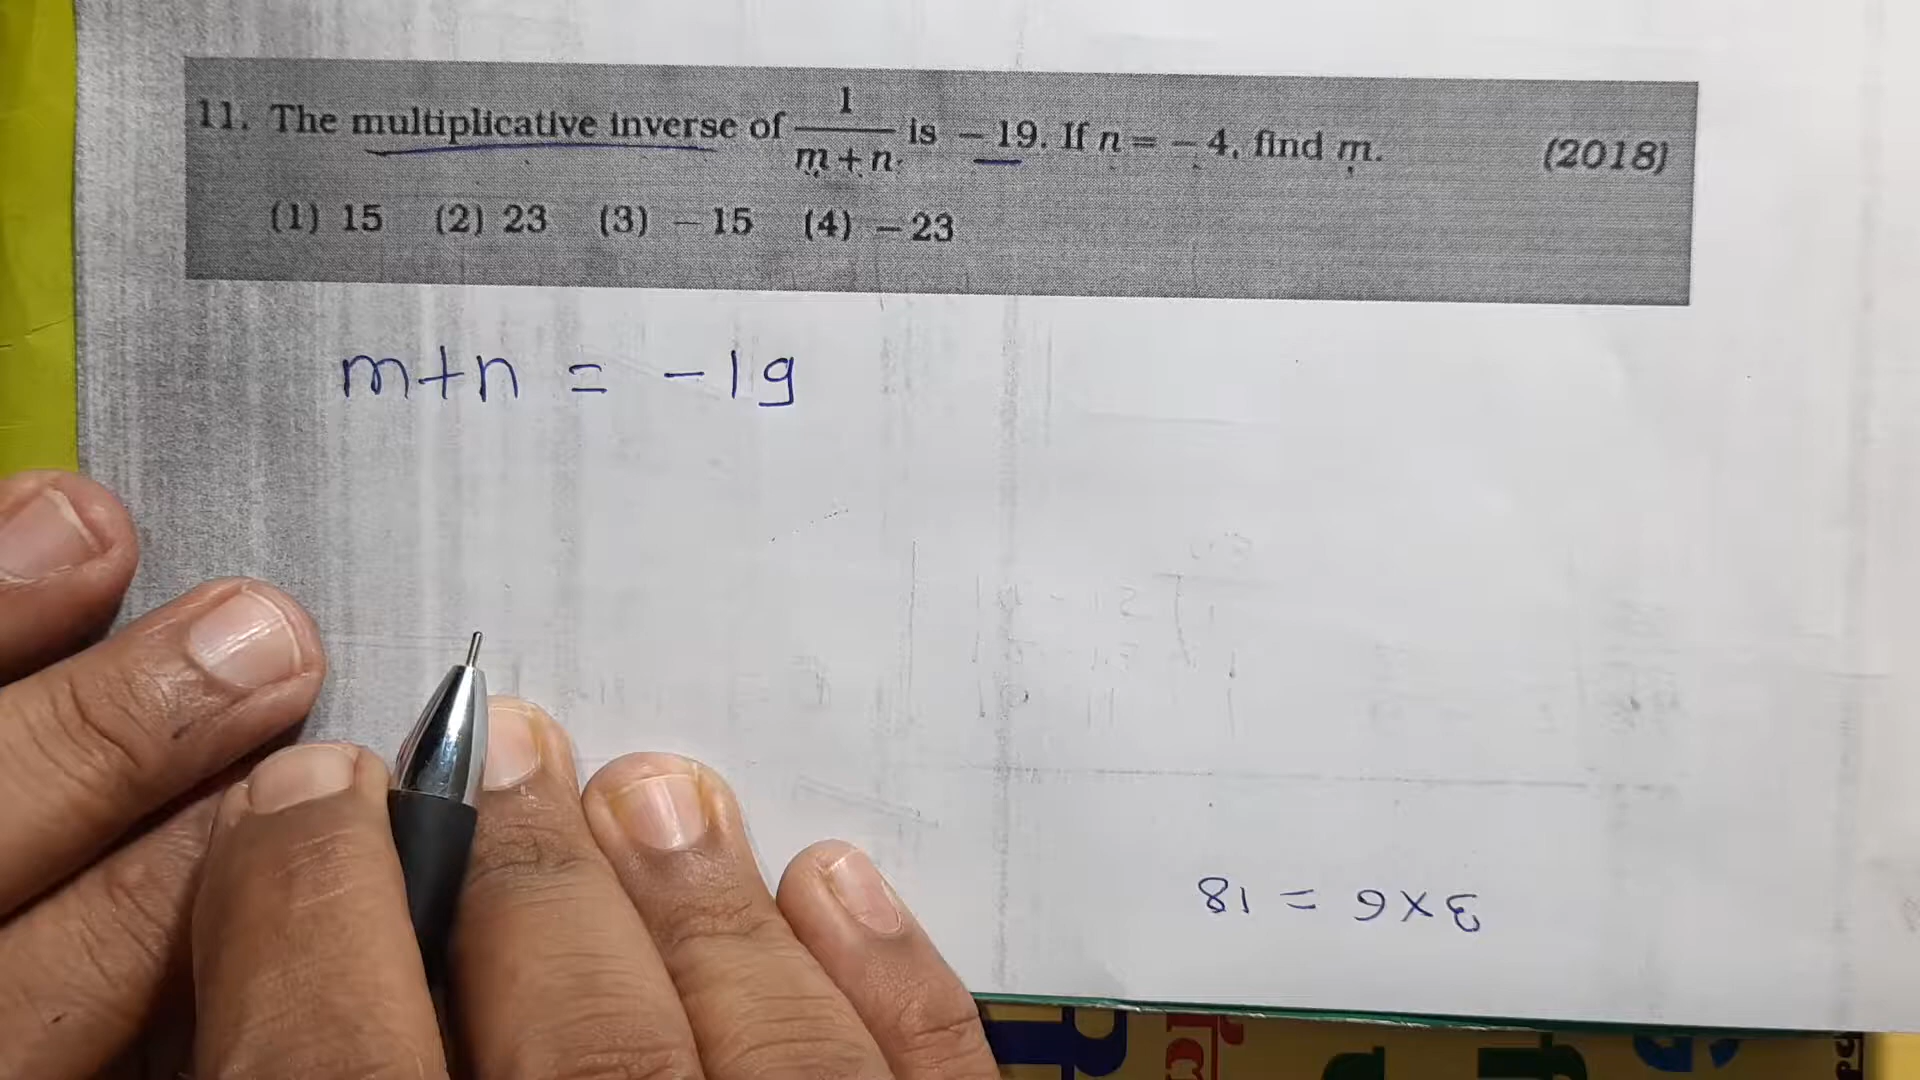 11. The multiplicative inverse of 1/(m + n) is – 19. If n = – 4, find m. (2018)
(1) 15 (2) 23 (3) – 15 (4) – 23
m+n = -19
3×6 = 18